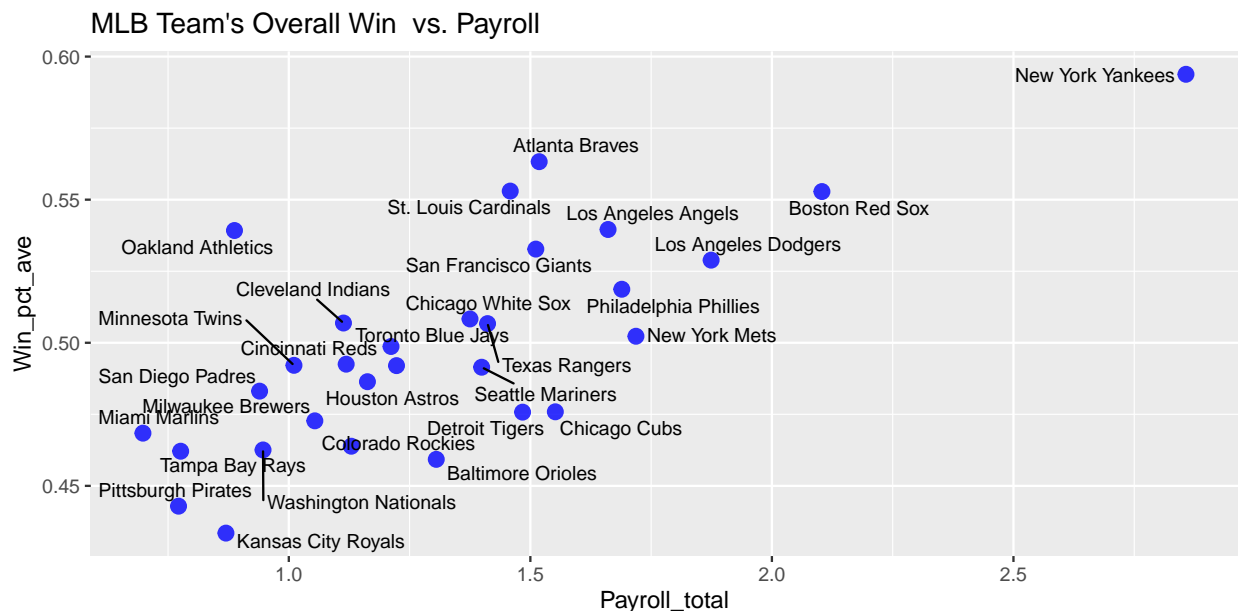 MLB Team's Overall Win  vs. Payroll
0.60
New York Yankees
Atlanta Braves
0.55
St. Louis Cardinals
Los Angeles Angels
Boston Red Sox
Oakland Athletics
Los Angeles Dodgers
San Francisco Giants
Cleveland Indians
Chicago White Sox
Philadelphia Phillies
Minnesota Twins
Toronto Blue Jays
New York Mets
0.50
Cincinnati Reds
Texas Rangers
San Diego Padres
Seattle Mariners
Houston Astros
Milwaukee Brewers
Miami Marlins
Detroit Tigers
Chicago Cubs
Colorado Rockies
Tampa Bay Rays
Baltimore Orioles
0.45
Pittsburgh Pirates
Washington Nationals
Kansas City Royals
Win_pct_ave
1.0
1.5
2.0
2.5
Payroll_total